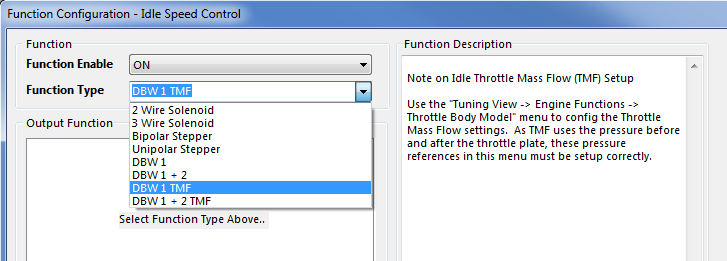 Function Configuration - Idle Speed Control
Function
Function Enable ON
Function Type DBW 1 TMF
2 Wire Solenoid
3 Wire Solenoid
Bipolar Stepper
Unipolar Stepper
DBW 1
DBW 1 + 2
DBW 1 TMF
DBW 1 + 2 TMF
Output Function
Select Function Type Above..
Function Description
Note on Idle Throttle Mass Flow (TMF) Setup
Use the "Tuning View -> Engine Functions ->
Throttle Body Model" menu to config the Throttle
Mass Flow settings. As TMF uses the pressure before
and after the throttle plate, these pressure
references in this menu must be setup correctly.